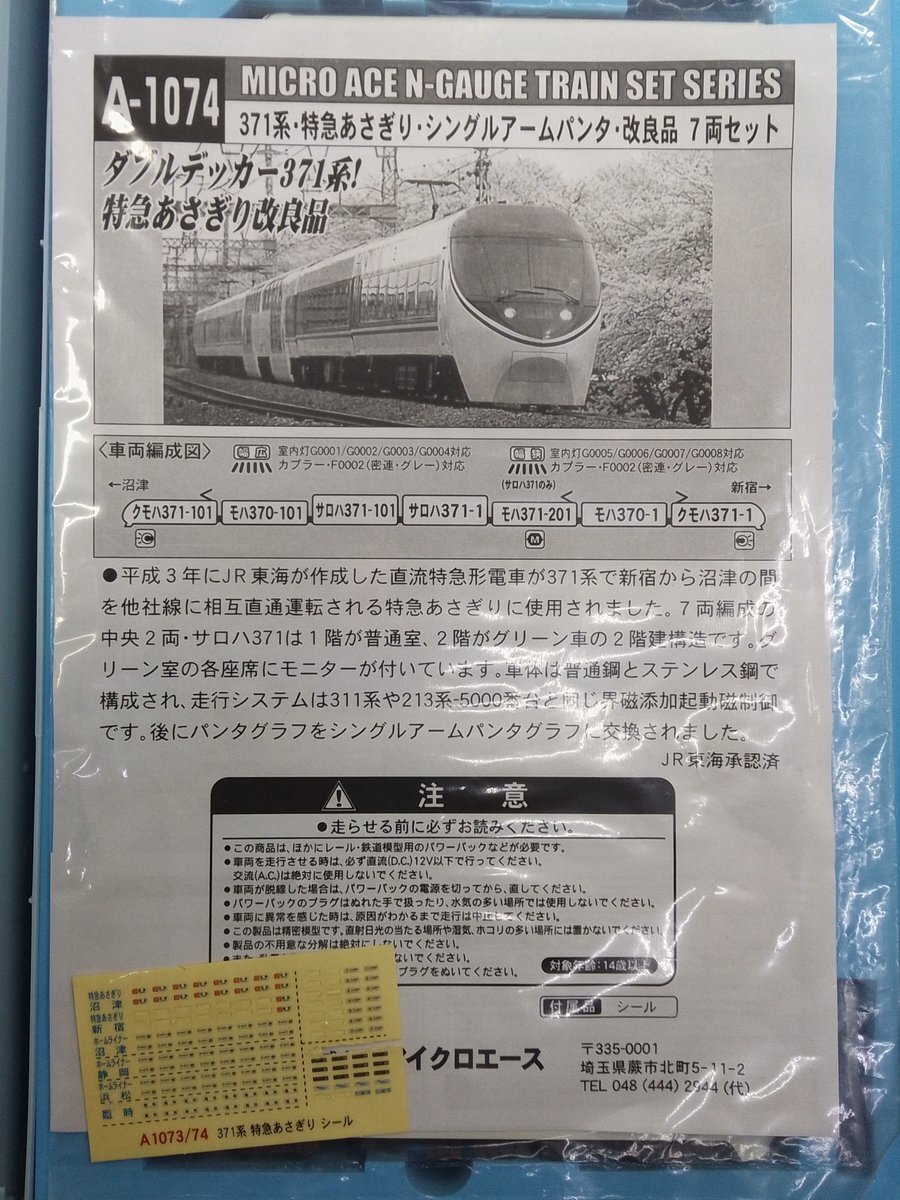 A-1074
MICRO ACE N-GAUGE TRAIN SET SERIES
371系・特急あさぎり・シングルアームパンタ・改良品 7両セット
ダブルデッカー371系!
特急あさぎり改良品
〈車両編成図〉
室内灯G0001/G0002/G0003/G0004対応
カプラー・F0002(密連・グレー)対応
室内灯G0005/G0006/G0007/G0008対応
カプラー・F0002(密連・グレー)対応
(サロハ371のみ)
←沼津
新宿→
クモハ371-101 モハ370-101 サロハ371-101 サロハ371-1 モハ371-201 モハ370-1 クモハ371-1
M
●平成3年にJR東海が作成した直流特急形電車が371系で新宿から沼津の間
を他社線に相互直通運転される特急あさぎりに使用されました。7両編成の
中央2両・サロハ371は1階が普通室、2階がグリーン車の2階建構造です。グ
リーン室の各座席にモニターが付いています。車体は普通鋼とステンレス鋼で
構成され、走行システムは311系や213系-5000番台と同じ界磁添加起動磁制御
です。後にパンタグラフをシングルアームパンタグラフに交換されました。
JR東海承認済
注意
●走らせる前に必ずお読みください。
●この商品は、ほかにレール・鉄道模型用のパワーパックなどが必要です。
●車両を走行させる時は、必ず直流(D.C.)12V以下で行ってください。
交流(A.C.)は絶対に使用しないでください。
●車両が脱線した場合は、パワーパックの電源を切ってから、直してください。
●パワーパックのプラグはぬれた手で扱ったり、水気の多い場所では使用しないでください。
●車両に異常を感じた時は、原因がわかるまで走行は中止してください。
●この製品は精密模型です。直射日光の当たる場所や湿気、ホコリの多い場所には置かないでください。
●製品の不用意な分解は絶対にしないでください。
プラグをぬいてください。
対象年齢:14歳以上
付属品 シール
イクロエース
〒335-0001
埼玉県蕨市北町5-11-2
TEL 048 (444) 2944 (代)
特急あさぎり
沼津
特急あさぎり
新宿
ホームライナー
沼津
ホームライナー
静岡
ホームライナー
浜松
臨時
A1073/74 371系 特急あさぎり シール